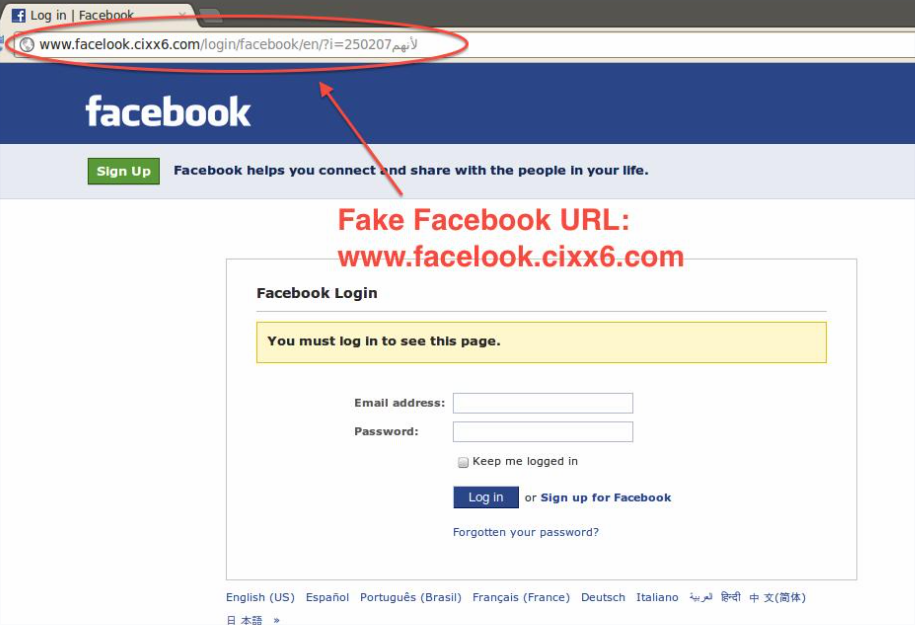 Log in | Facebook
www.facelook.cixx6.com/login/facebook/en/?i=250207لأنهم
facebook
Sign Up Facebook helps you connect and share with the people in your life.
Fake Facebook URL:
www.facelook.cixx6.com
Facebook Login
You must log in to see this page.
Email address:
Password:
Keep me logged in
Log in or Sign up for Facebook
Forgotten your password?
English (US) Español Português (Brasil) Français (France) Deutsch Italiano العربية हिन्दी 中文(简体)
日本語 »